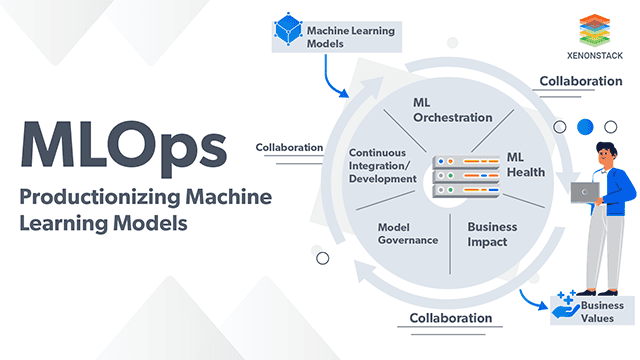 MLOps
Productionizing Machine
Learning Models
Machine Learning
Models
XENONSTACK
Collaboration
Collaboration
ML
Orchestration
Continuous
Integration/
Development
ML
Health
Model
Governance
Business
Impact
Collaboration
Business
Values